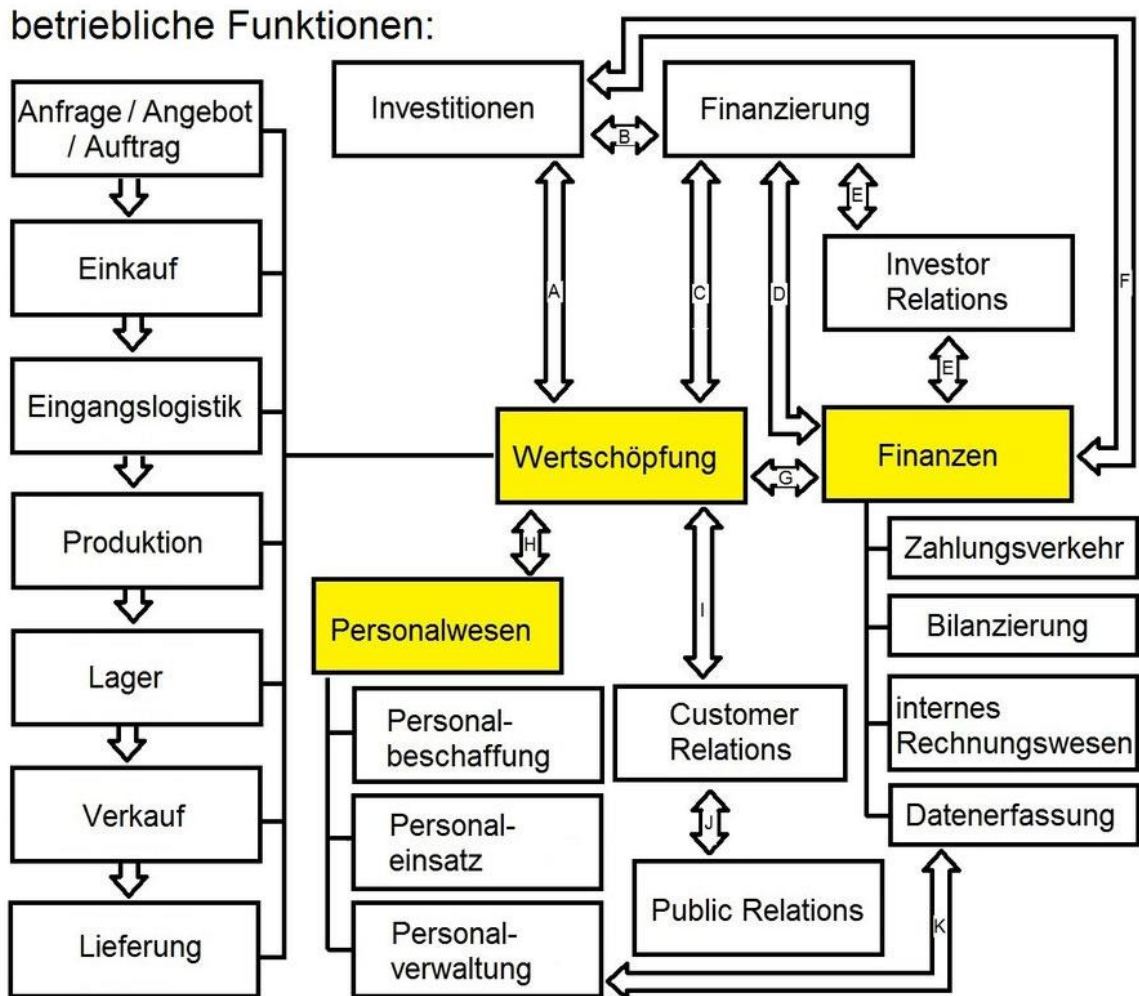 betriebliche Funktionen:
Anfrage / Angebot
/ Auftrag
Einkauf
Eingangslogistik
Produktion
Lager
Verkauf
Lieferung
Investitionen
B
Finanzierung
E
Investor
Relations
F
A
C
D
E
Wertschöpfung
G
Finanzen
H
Personalwesen
I
Personal-
beschaffung
Personal-
einsatz
Personal-
verwaltung
Customer
Relations
J
Public Relations
Zahlungsverkehr
Bilanzierung
internes
Rechnungswesen
Datenerfassung
K